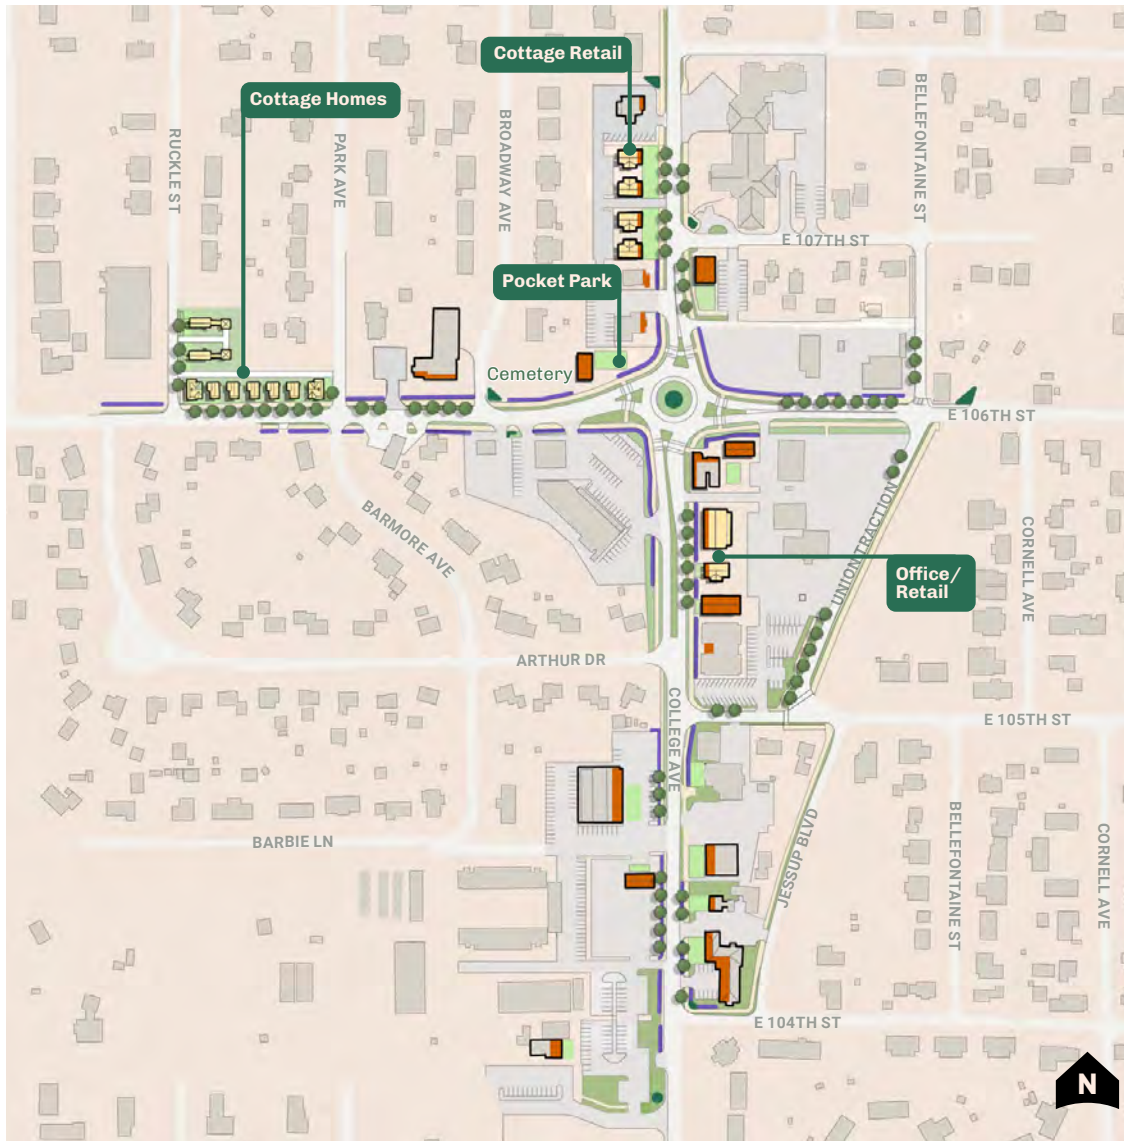 Cottage Retail
Cottage Homes
RUCKLE ST
PARK AVE
BROADWAY AVE
BELLEFONTAINE ST
E 107TH ST
Pocket Park
Cemetery
E 106TH ST
BARMORE AVE
UNIONTRACTION
CORNELL AVE
Office/
Retail
ARTHUR DR
COLLEGE AVE
E 105TH ST
BARBIE LN
JESSUP BLVD
BELLEFONTAINE ST
CORNELL AVE
E 104TH ST
N